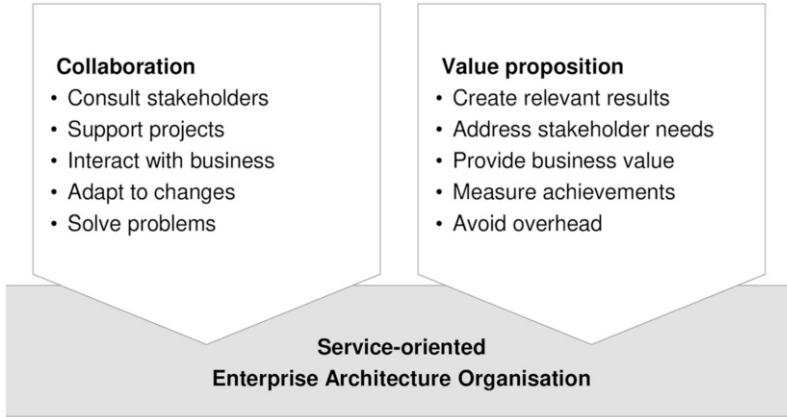 Collaboration
• Consult stakeholders
• Support projects
• Interact with business
• Adapt to changes
• Solve problems
Value proposition
• Create relevant results
• Address stakeholder needs
• Provide business value
• Measure achievements
• Avoid overhead
Service-oriented
Enterprise Architecture Organisation